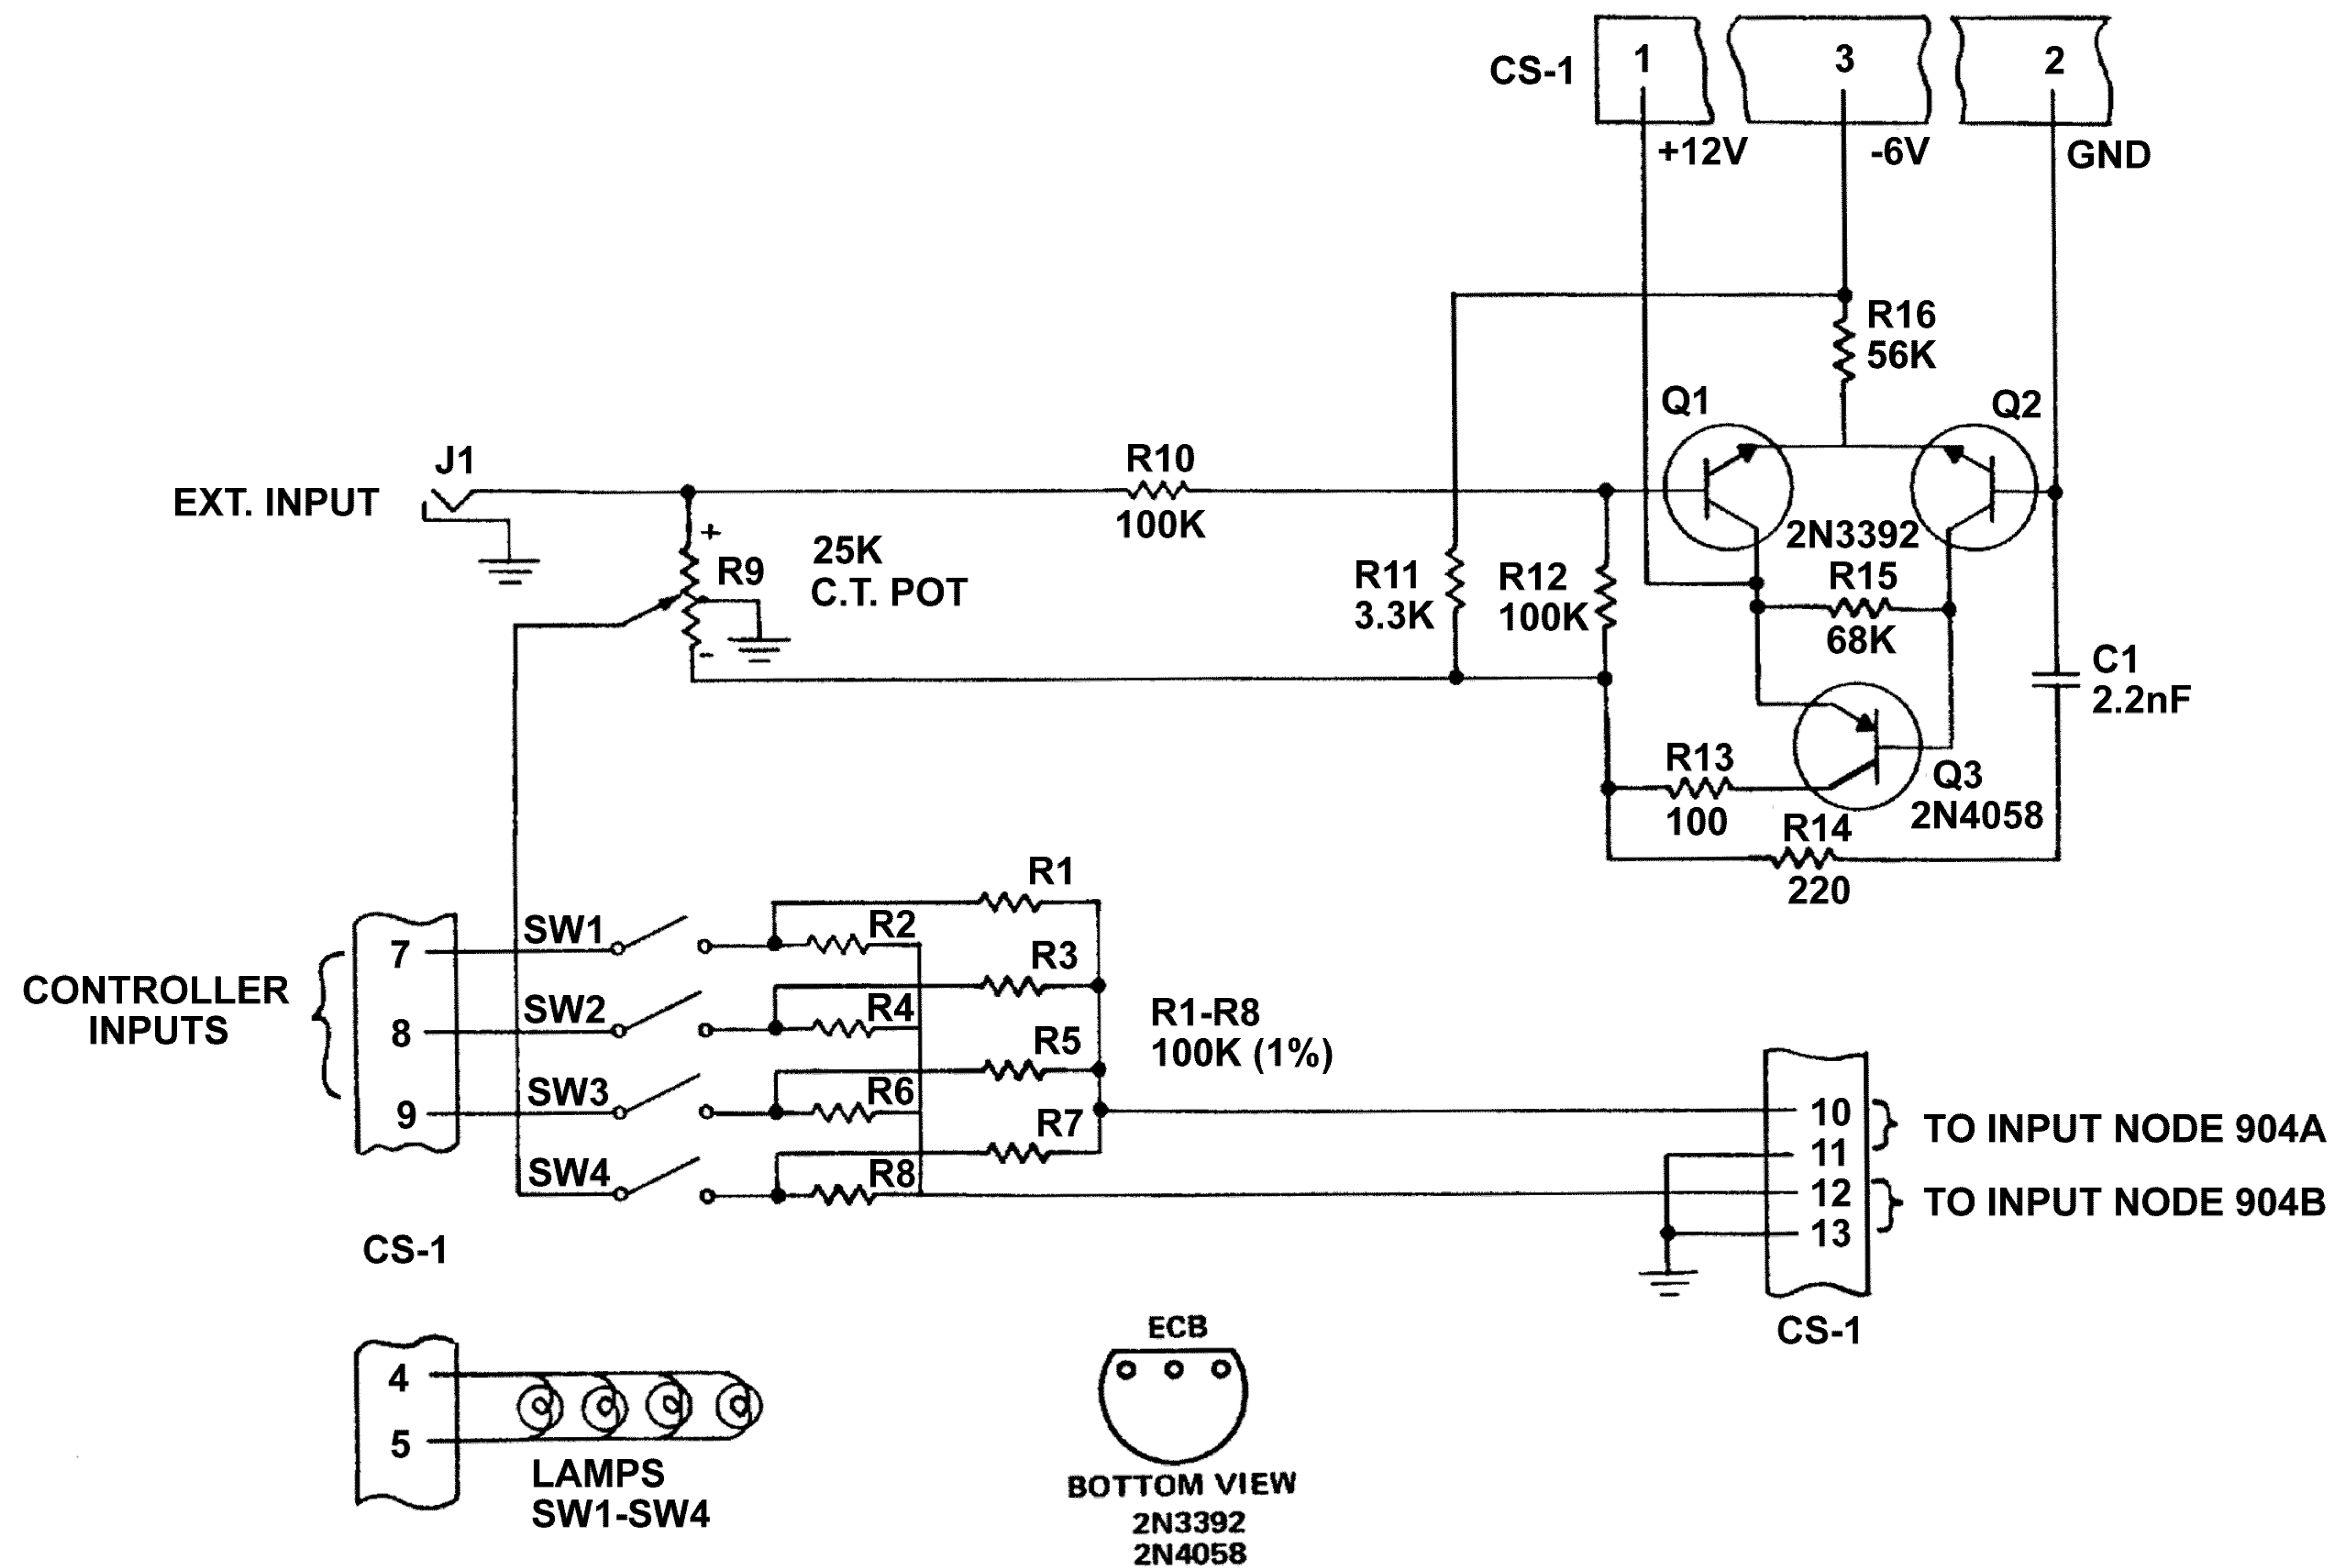 CS-1
1
3
2
+12V
-6V
GND
R16
56K
Q1
Q2
J1
EXT. INPUT
R10
100K
+
R9
-
25K
C.T. POT
R11
3.3K
R12
100K
2N3392
R15
68K
C1
2.2nF
R13
100
Q3
2N4058
R14
220
CONTROLLER
INPUTS
7
8
9
SW1
SW2
SW3
SW4
R1
R2
R3
R4
R5
R6
R7
R8
R1-R8
100K (1%)
10
11
12
13
TO INPUT NODE 904A
TO INPUT NODE 904B
CS-1
CS-1
4
5
LAMPS
SW1-SW4
ECB
BOTTOM VIEW
2N3392
2N4058